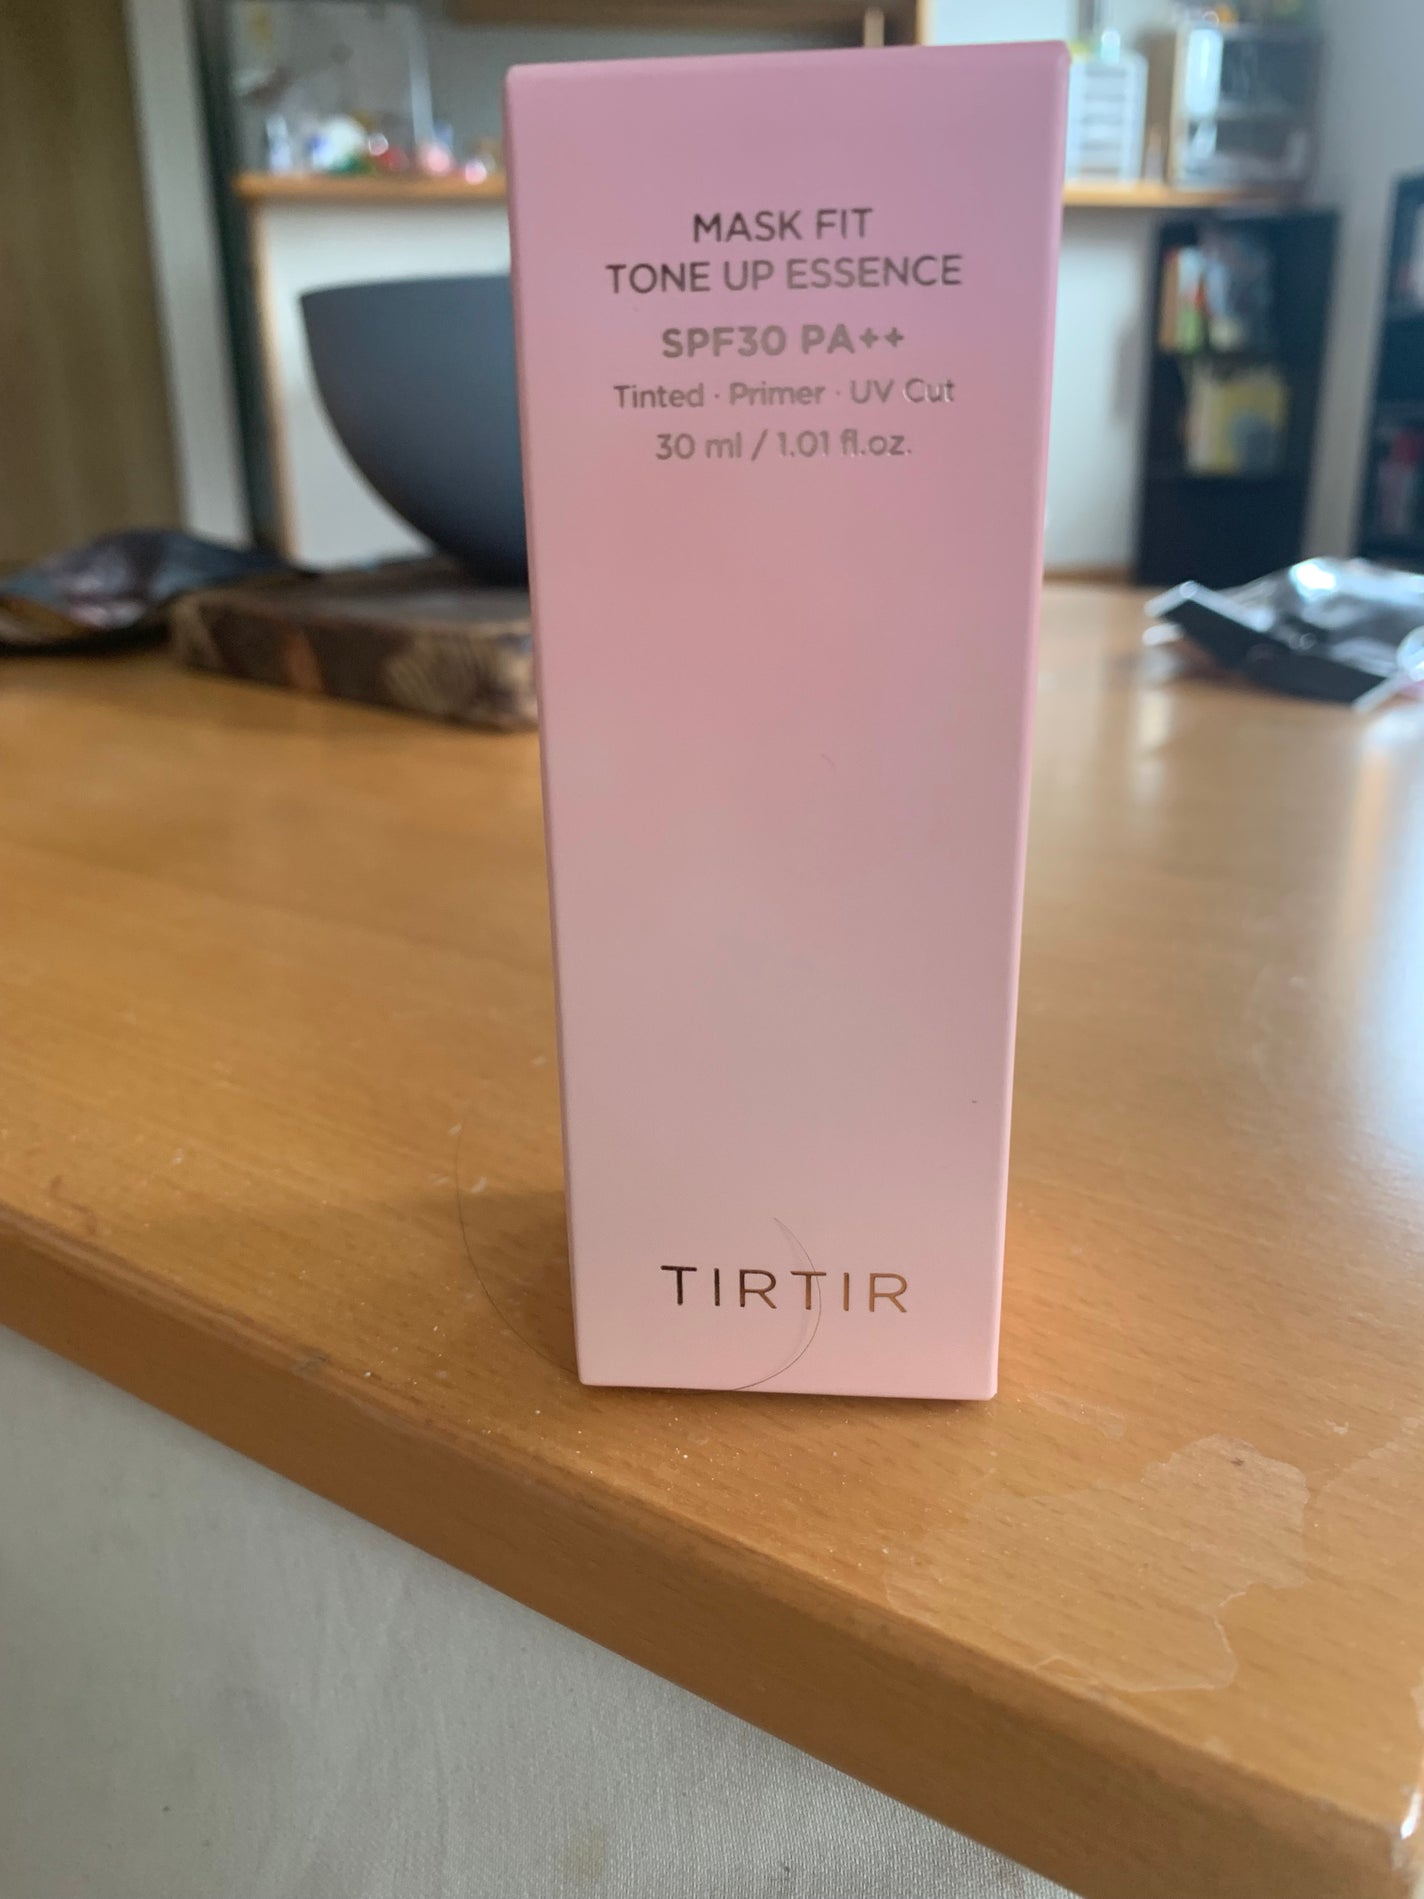 MASK FIT
TONE UP ESSENCE
SPF30 PA++
Tinted · Primer · UV Cut
30 ml / 1.01 fl.oz.
TIRTIR